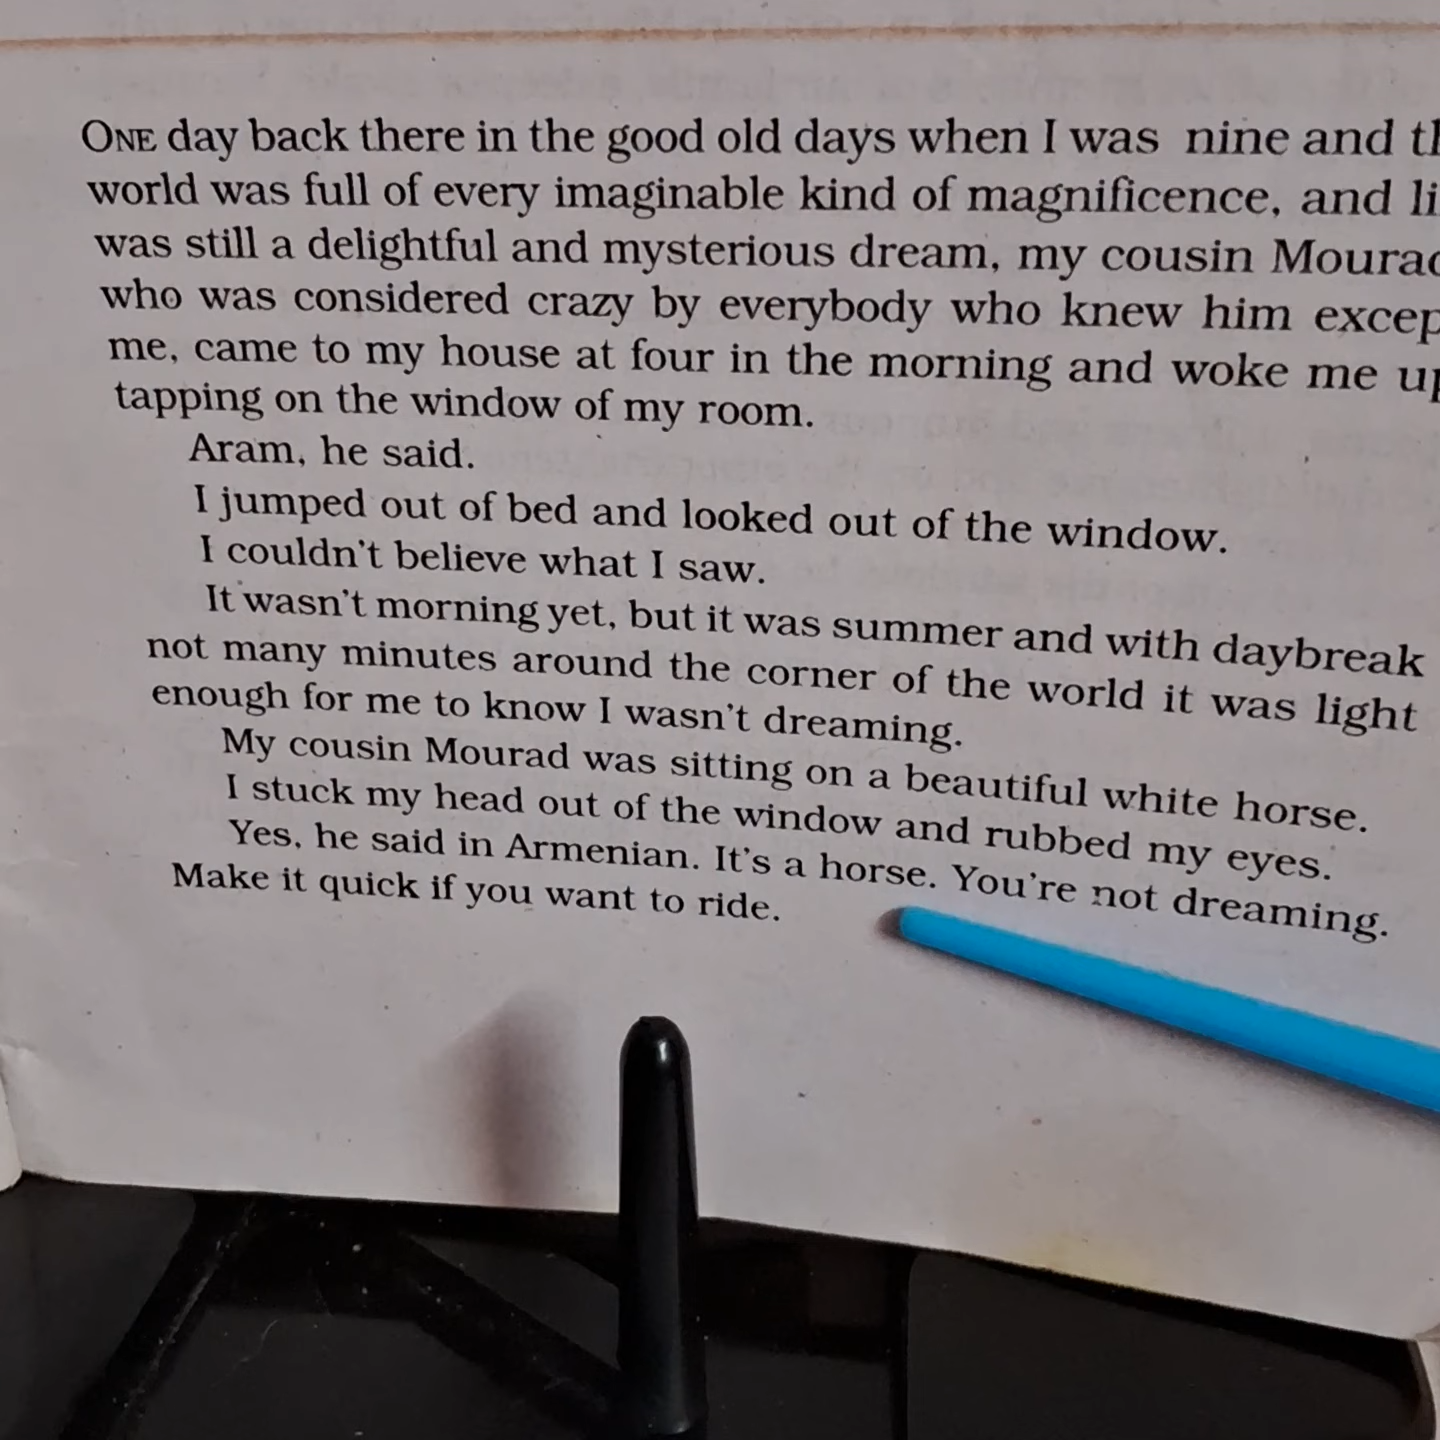 ONE day back there in the good old days when I was nine and
world was full of every imaginable kind of magnificence, and
was still a delightful and mysterious dream, my cousin Mourad
who was considered crazy by everybody who knew him
me, came to my house at four in the morning and woke me
tapping on the window of my room.
Aram, he said.
I jumped out of bed and looked out of the window.
I couldn't believe what I saw.
It wasn't morning yet, but it was summer and with daybreak
not many minutes around the corner of the world it was light
enough for me to know I wasn't dreaming.
My cousin Mourad was sitting on a beautiful white horse.
I stuck my head out of the window and rubbed my eyes.
Yes, he said in Armenian. It's a horse. You're not dreaming.
Make it quick if you want to ride.